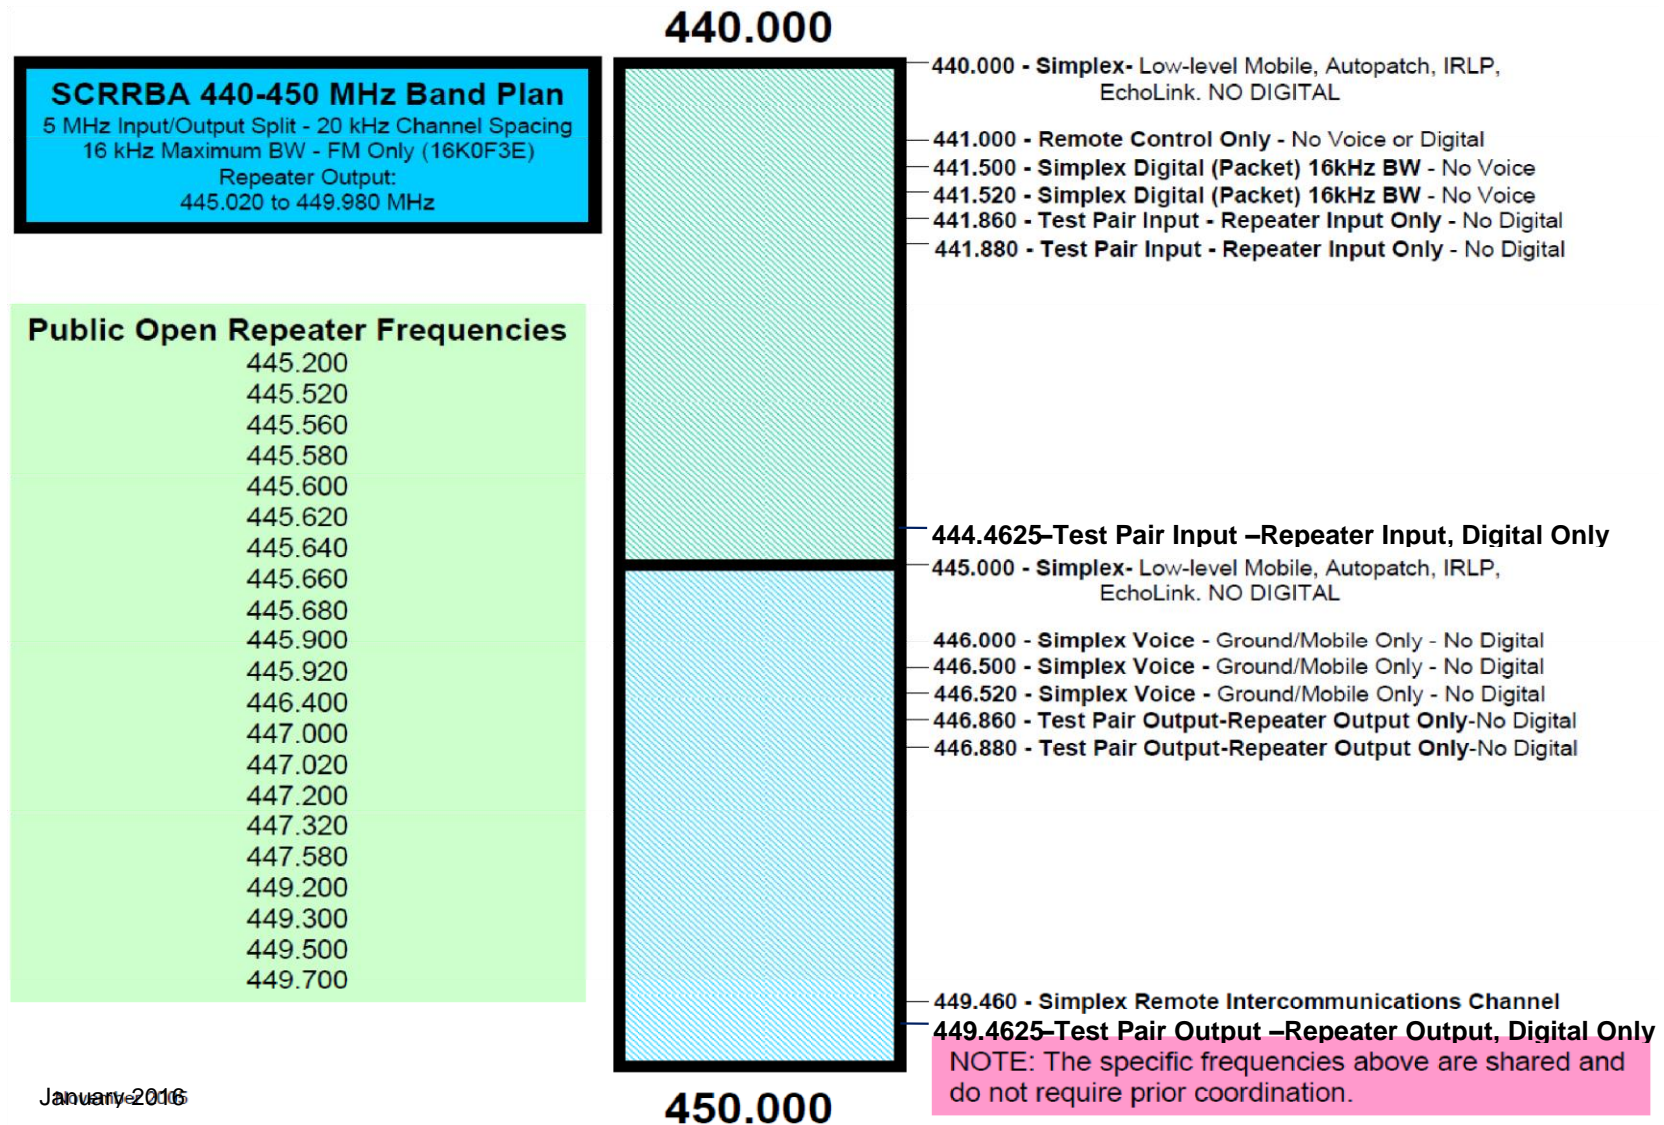 440.000
SCRRBA 440-450 MHz Band Plan
5 MHz Input/Output Split - 20 kHz Channel Spacing
16 kHz Maximum BW - FM Only (16K0F3E)
Repeater Output:
445.020 to 449.980 MHz
Public Open Repeater Frequencies
445.200
445.520
445.560
445.580
445.600
445.620
445.640
445.660
445.680
445.900
445.920
446.400
447.000
447.020
447.200
447.320
447.580
449.200
449.300
449.500
449.700
440.000 - Simplex- Low-level Mobile, Autopatch, IRLP,
EchoLink. NO DIGITAL
441.000 - Remote Control Only - No Voice or Digital
441.500 - Simplex Digital (Packet) 16kHz BW - No Voice
441.520 - Simplex Digital (Packet) 16kHz BW - No Voice
441.860 - Test Pair Input - Repeater Input Only - No Digital
441.880 - Test Pair Input - Repeater Input Only - No Digital
444.4625–Test Pair Input –Repeater Input, Digital Only
445.000 - Simplex- Low-level Mobile, Autopatch, IRLP,
EchoLink. NO DIGITAL
446.000 - Simplex Voice - Ground/Mobile Only - No Digital
446.500 - Simplex Voice - Ground/Mobile Only - No Digital
446.520 - Simplex Voice - Ground/Mobile Only - No Digital
446.860 - Test Pair Output-Repeater Output Only-No Digital
446.880 - Test Pair Output-Repeater Output Only-No Digital
449.460 - Simplex Remote Intercommunications Channel
449.4625–Test Pair Output –Repeater Output, Digital Only
NOTE: The specific frequencies above are shared and
do not require prior coordination.
January 2016
450.000